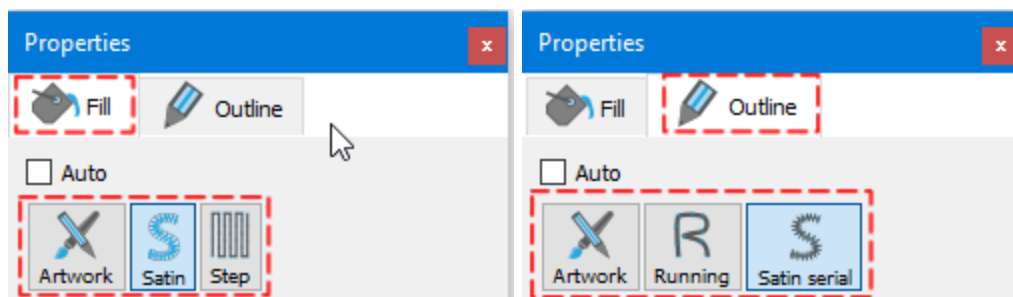 Properties x
Fill Outline
Auto
Artwork Satin Step
Properties x
Fill Outline
Auto
Artwork Running Satin serial